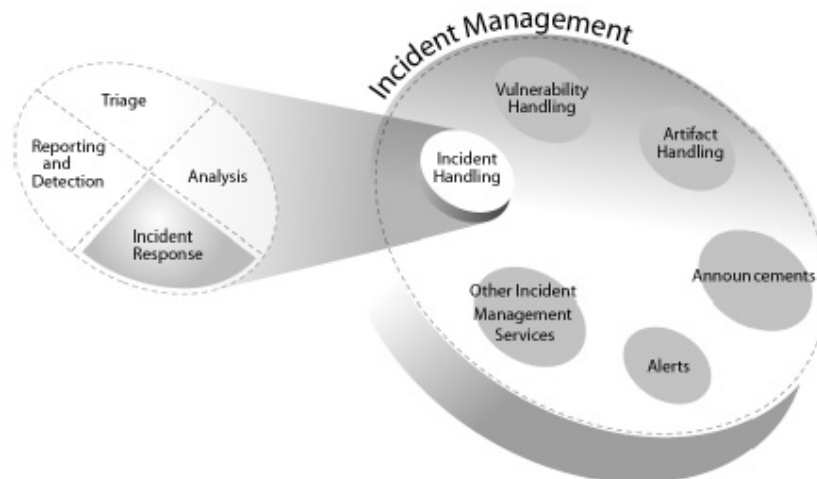 Incident Management
Triage
Reporting
and
Detection
Analysis
Incident
Response
Incident
Handling
Vulnerability
Handling
Artifact
Handling
Announcements
Other Incident
Management
Services
Alerts